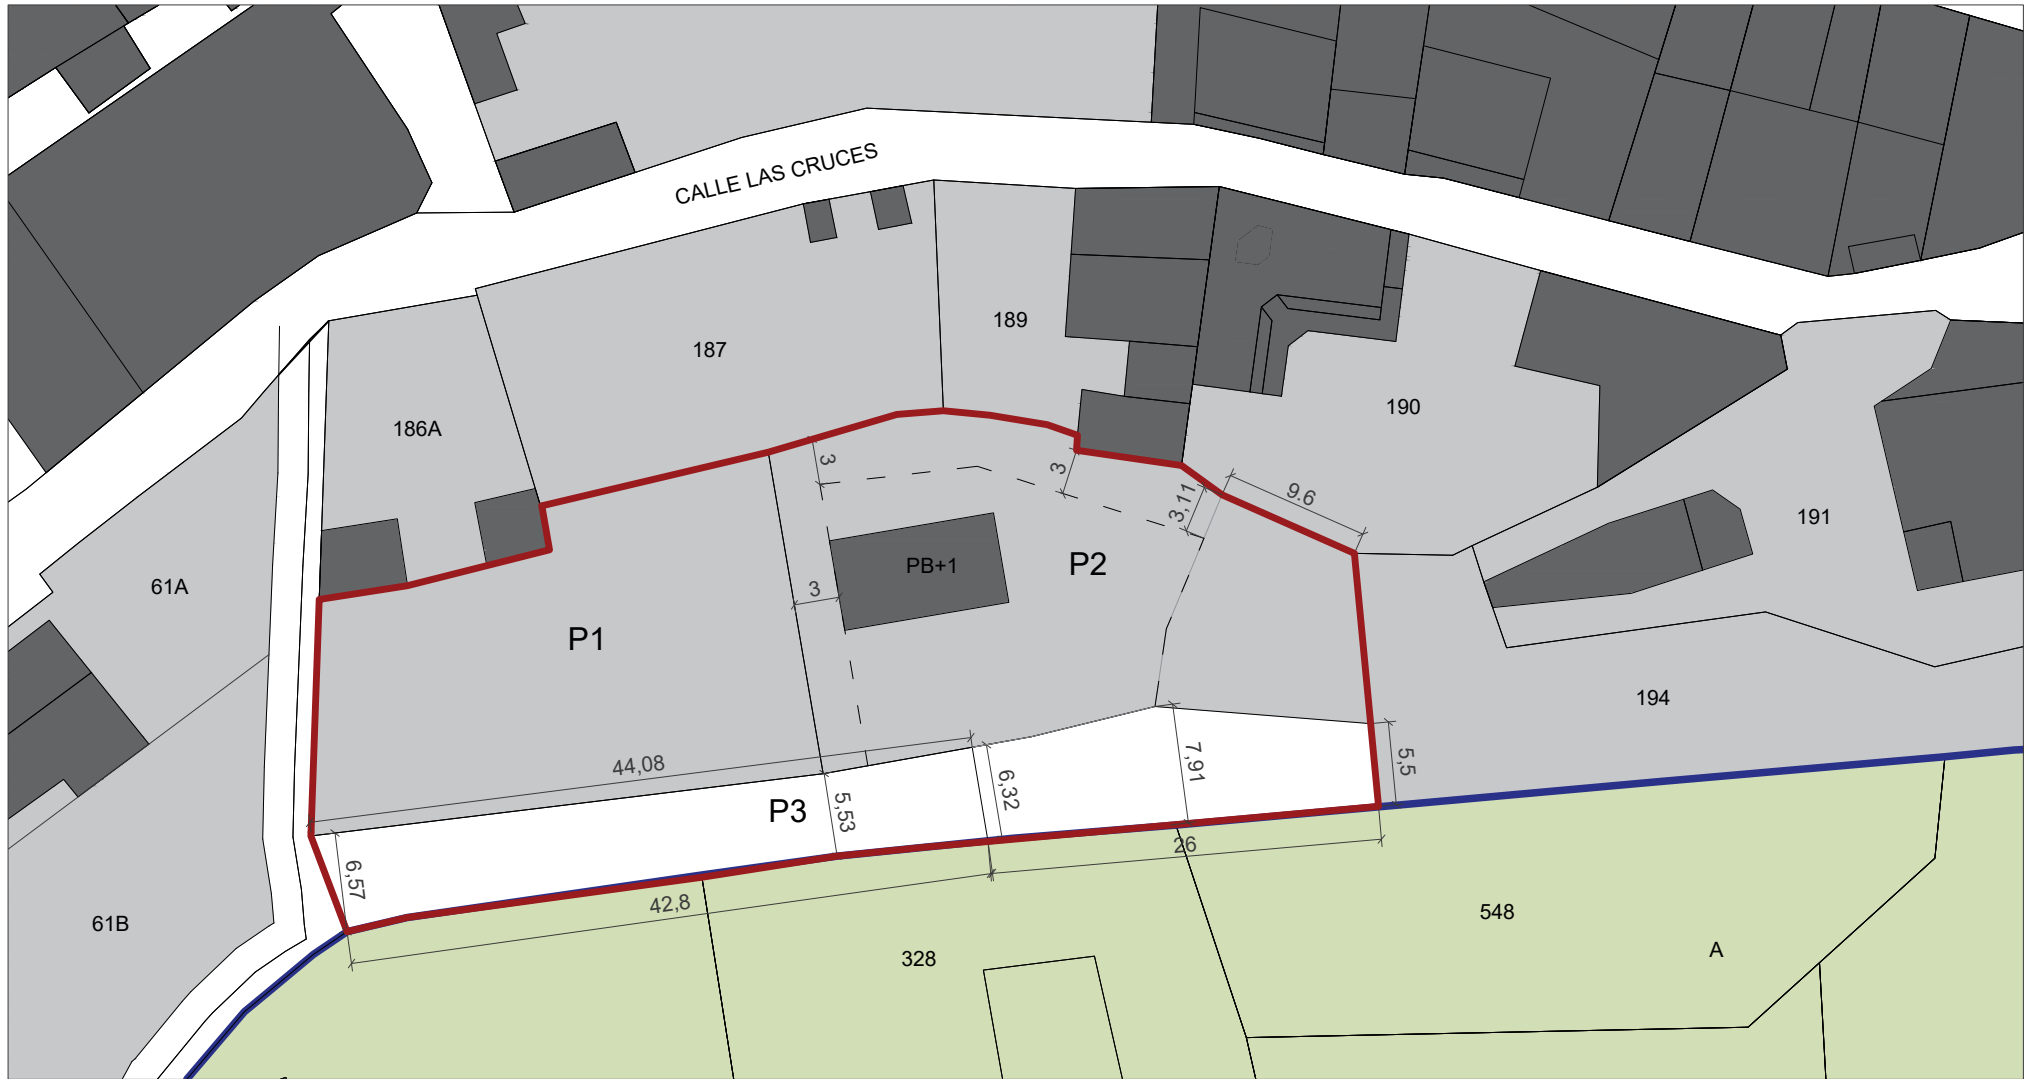 CALLE LAS CRUCES
189
187
190
186A
3
3
9.6
3,11
191
PB+1
P2
61A
3
P1
194
44,08
7,91
5,5
6,32
P3
5,53
26
6,57
42,8
548
61B
A
328